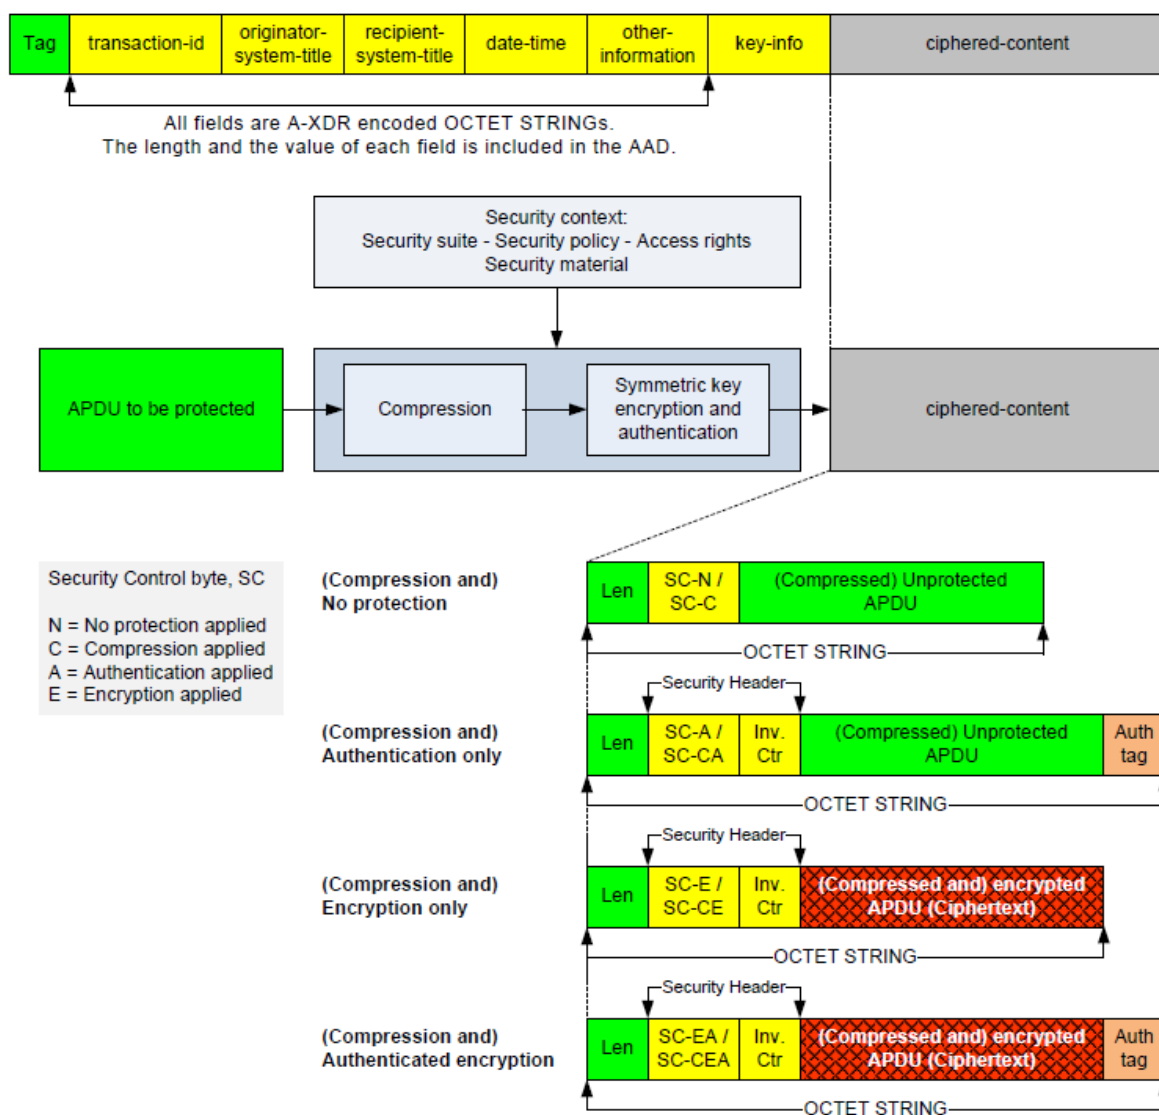 Tag
transaction-id
originator-
system-title
recipient-
system-title
date-time
other-
information
key-info
ciphered-content
All fields are A-XDR encoded OCTET STRINGs.
The length and the value of each field is included in the AAD.
Security context:
Security suite - Security policy - Access rights
Security material
APDU to be protected
Compression
Symmetric key
encryption and
authentication
ciphered-content
Security Control byte, SC
N = No protection applied
C = Compression applied
A = Authentication applied
E = Encryption applied
(Compression and)
No protection
Len
SC-N /
SC-C
(Compressed) Unprotected
APDU
OCTET STRING
Security Header
(Compression and)
Authentication only
Len
SC-A /
SC-CA
Inv.
Ctr
(Compressed) Unprotected
APDU
Auth
tag
OCTET STRING
Security Header
(Compression and)
Encryption only
Len
SC-E /
SC-CE
Inv.
Ctr
(Compressed and) encrypted
APDU (Ciphertext)
OCTET STRING
Security Header
(Compression and)
Authenticated encryption
Len
SC-EA /
SC-CEA
Inv.
Ctr
(Compressed and) encrypted
APDU (Ciphertext)
Auth
tag
OCTET STRING